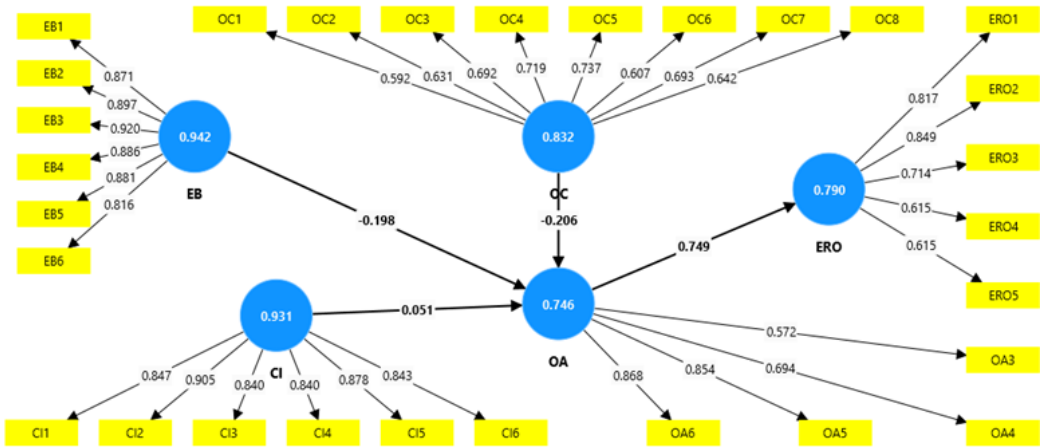 EB1
OC1
OC2
OC3
OC4
OC5
OC6
OC7
OC8
ERO1
EB2
EB3
EB4
EB5
EB6
0.871
0.897
0.920
0.886
0.881
0.816
0.942
EB
0.592
0.631
0.692
0.719
0.737
0.607
0.693
0.642
0.832
OC
0.817
0.849
0.714
0.615
0.615
0.790
ERO
ERO2
ERO3
ERO4
ERO5
-0.198
-0.206
0.749
0.051
0.931
CI
0.746
OA
0.847
0.905
0.840
0.840
0.878
0.843
0.868
0.854
0.694
0.572
OA3
CI1
CI2
CI3
CI4
CI5
CI6
OA6
OA5
OA4